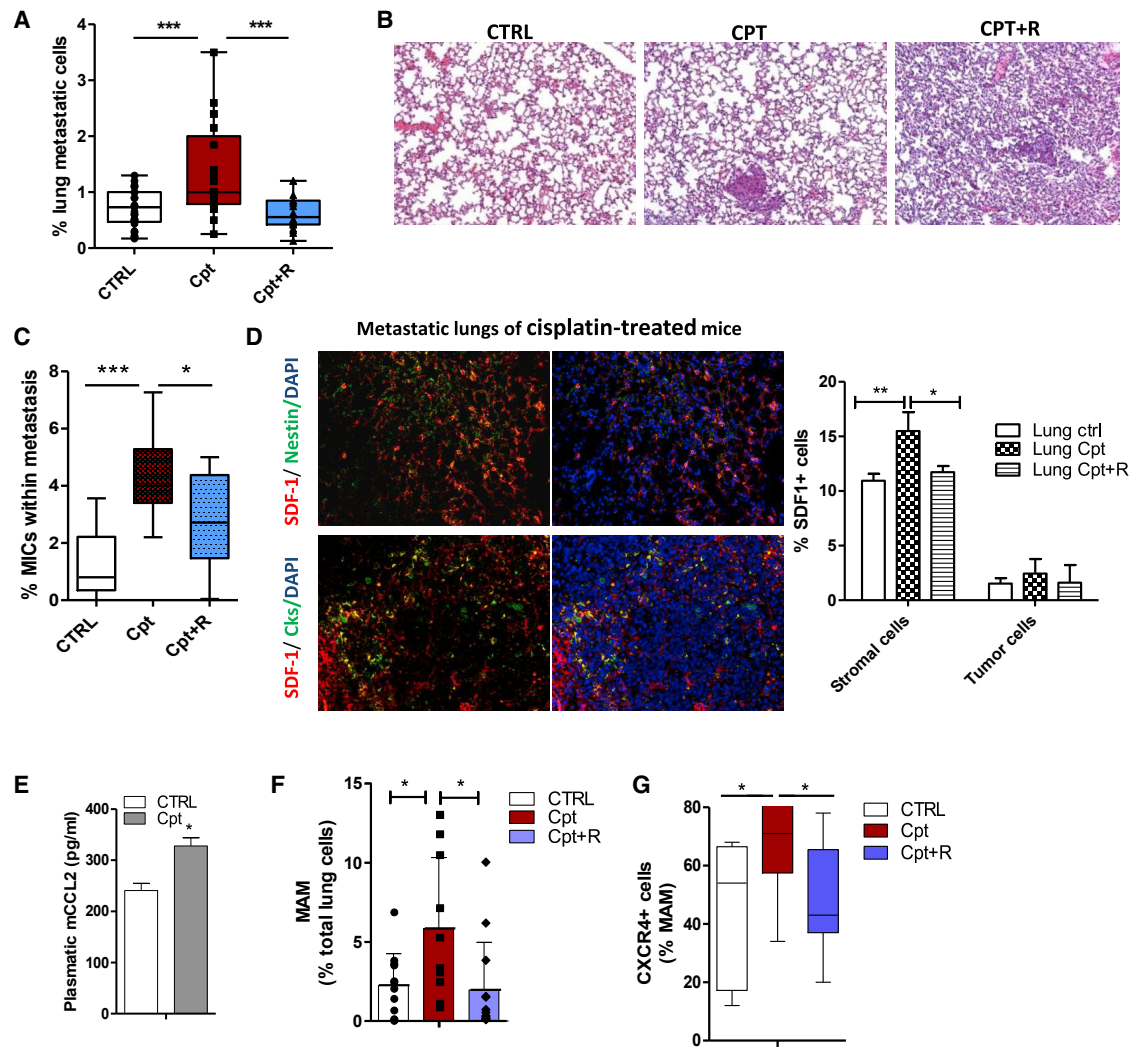 A
% lung metastatic cells
4
3
2
1
0
*** ***
CTRL
Cpt
Cpt+R
B
CTRL
CPT
CPT+R
C
% MICs within metastasis
8
6
4
2
0
*** *
CTRL
Cpt
Cpt+R
D
Metastatic lungs of cisplatin-treated mice
SDF-1/ Nestin/DAPI
SDF-1/ Cks/DAPI
% SDF1+ cells
20
15
10
5
0
** *
Lung ctrl
Lung Cpt
Lung Cpt+R
Stromal cells
Tumor cells
E
Plasmatic mCCL2 (pg/ml)
400
300
200
100
0
CTRL
Cpt
*
F
MAM
(% total lung cells)
15
10
5
0
* *
CTRL
Cpt
Cpt+R
G
CXCR4+ cells
(% MAM)
80
60
40
20
0
* *
CTRL
Cpt
Cpt+R